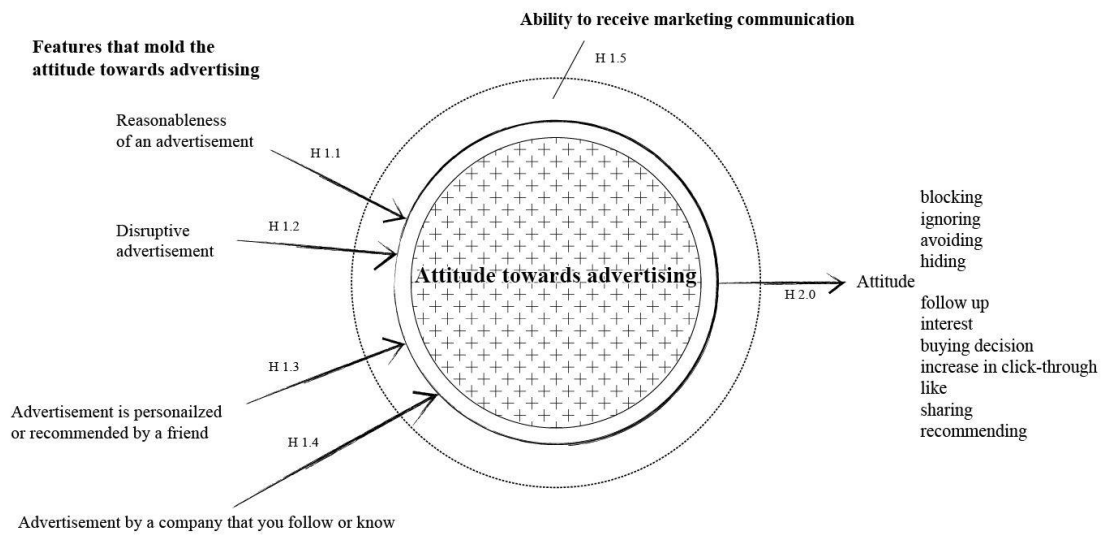 Ability to receive marketing communication
H 1.5
Features that mold the
attitude towards advertising
Reasonableness
of an advertisement
H 1.1
Disruptive
advertisement
H 1.2
Attitude towards advertising
H 1.3
Advertisement is personailzed
or recommended by a friend
H 1.4
Advertisement by a company that you follow or know
H 2.0
Attitude
blocking
ignoring
avoiding
hiding
follow up
interest
buying decision
increase in click-through
like
sharing
recommending